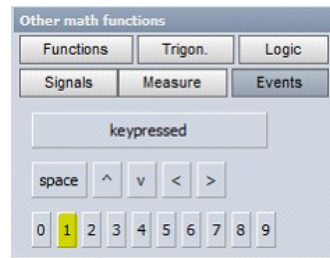 Other math functions
Functions Trigon. Logic
Signals Measure Events
keypressed
space ^ v < >
0 1 2 3 4 5 6 7 8 9